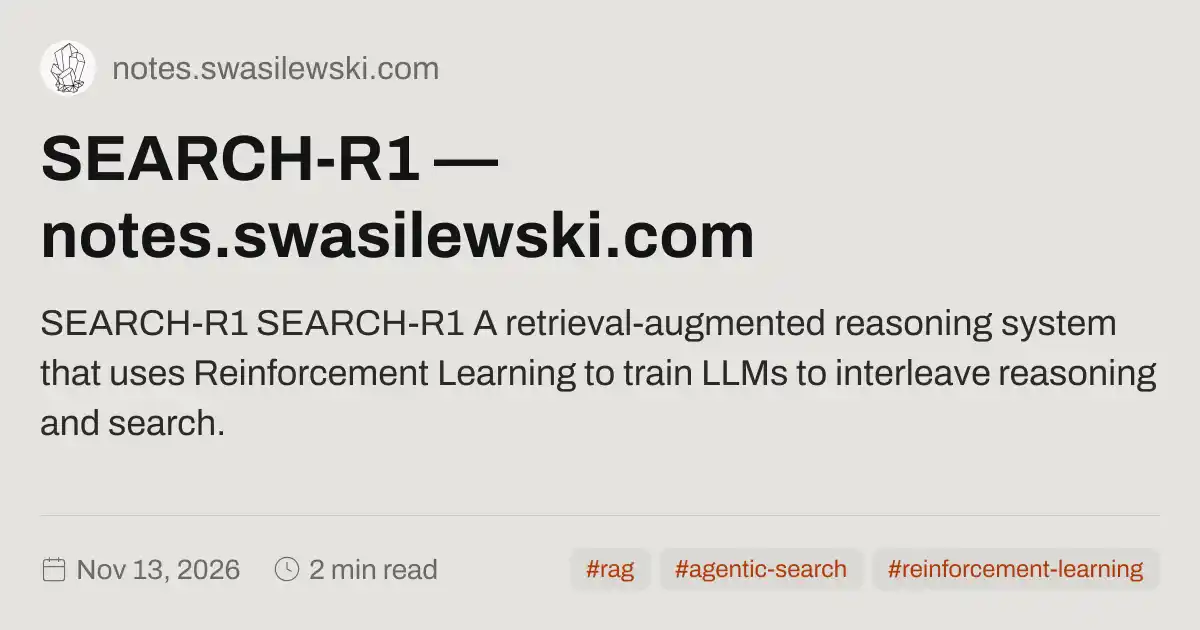 notes.swasilewski.com
SEARCH-R1 —
notes.swasilewski.com
SEARCH-R1 SEARCH-R1 A retrieval-augmented reasoning system
that uses Reinforcement Learning to train LLMs to interleave reasoning
and search.
Nov 13, 2026 2 min read #rag #agentic-search #reinforcement-learning